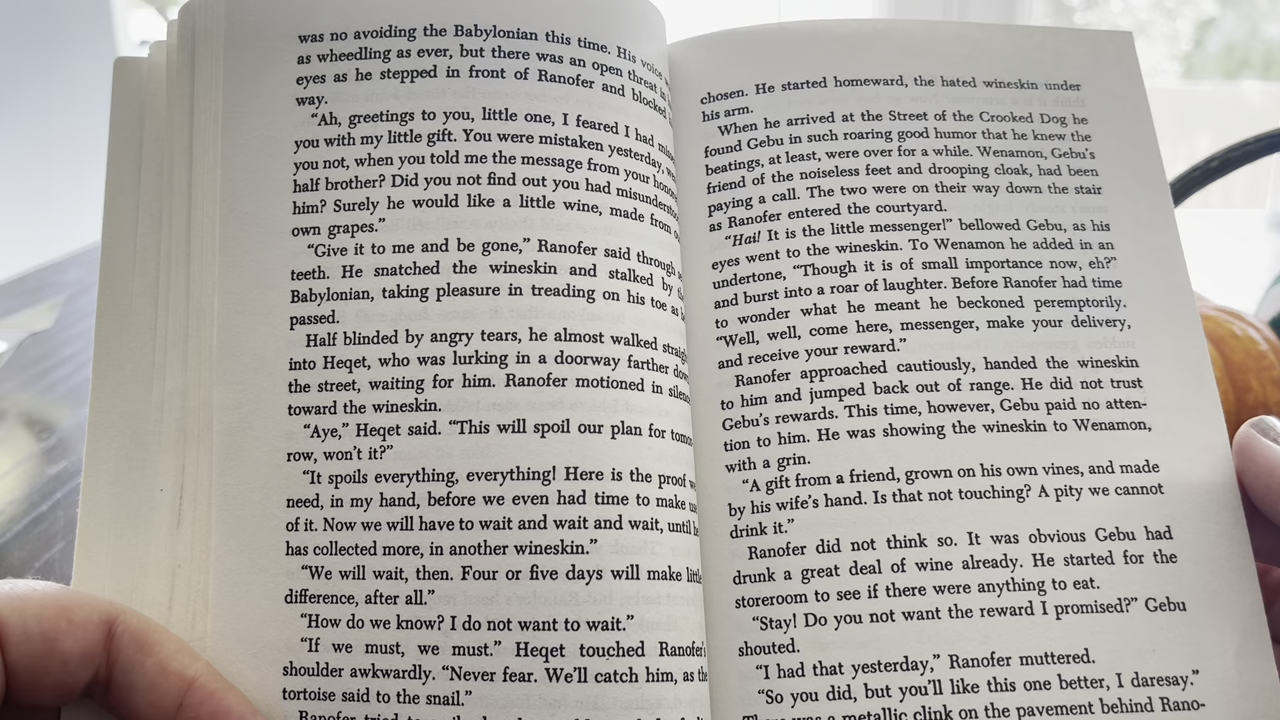 was no avoiding the Babylonian this time. His voice
as wheedling as ever, but there was an open threat in
eyes as he stepped in front of Ranofer and blocked
way.
“Ah, greetings to you, little one, I feared I had
you with my little gift. You were mistaken yesterday,
you not, when you told me the message from your
half brother? Did you not find out you had
him? Surely he would like a little wine, made from
own grapes.”
“Give it to me and be gone,” Ranofer said through
teeth. He snatched the wineskin and stalked by
Babylonian, taking pleasure in treading on his toe as
passed.
Half blinded by angry tears, he almost walked
into Heqet, who was lurking in a doorway farther
the street, waiting for him. Ranofer motioned in
toward the wineskin.
“Aye,” Heqet said. “This will spoil our plan for tomor-
row, won’t it?”
“It spoils everything, everything! Here is the proof
need, in my hand, before we even had time to make
of it. Now we will have to wait and wait and wait, until
has collected more, in another wineskin.”
“We will wait, then. Four or five days will make little
difference, after all.”
“How do we know? I do not want to wait.”
“If we must, we must.” Heqet touched Ranofer’s
shoulder awkwardly. “Never fear. We’ll catch him, as the
tortoise said to the snail.”
Ranofer tried to
chosen. He started homeward, the hated wineskin under
his arm.
When he arrived at the Street of the Crooked Dog he
found Gebu in such roaring good humor that he knew the
beatings, at least, were over for a while. Wenamon, Gebu’s
friend of the noiseless feet and drooping cloak, had been
paying a call. The two were on their way down the stair
as Ranofer entered the courtyard.
“Hai! It is the little messenger!” bellowed Gebu, as his
eyes went to the wineskin. To Wenamon he added in an
undertone, “Though it is of small importance now, eh?”
and burst into a roar of laughter. Before Ranofer had time
to wonder what he meant he beckoned peremptorily.
“Well, well, come here, messenger, make your delivery,
and receive your reward.”
Ranofer approached cautiously, handed the wineskin
to him and jumped back out of range. He did not trust
Gebu’s rewards. This time, however, Gebu paid no atten-
tion to him. He was showing the wineskin to Wenamon,
with a grin.
“A gift from a friend, grown on his own vines, and made
by his wife’s hand. Is that not touching? A pity we cannot
drink it.”
Ranofer did not think so. It was obvious Gebu had
drunk a great deal of wine already. He started for the
storeroom to see if there were anything to eat.
“Stay! Do you not want the reward I promised?” Gebu
shouted.
“I had that yesterday,” Ranofer muttered.
“So you did, but you’ll like this one better, I daresay.”
a metallic clink on the pavement behind Rano-